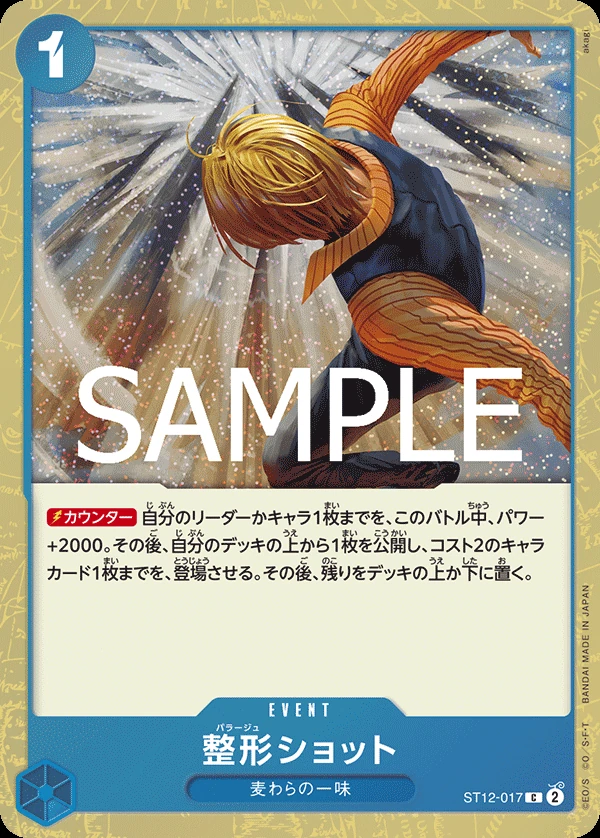 1
akagi
SAMPLE
カウンター 自分のリーダーかキャラ1枚までを、このバトル中、パワー
+2000。その後、自分のデッキの上から1枚を公開し、コスト2のキャラ
カード1枚までを、登場させる。その後、残りをデッキの上か下に置く。
EVENT
パラージュ
整形ショット
麦わらの一味
ST12-017 C 2
©E.O/S ©O./S・F・T BANDAI MADE IN JAPAN